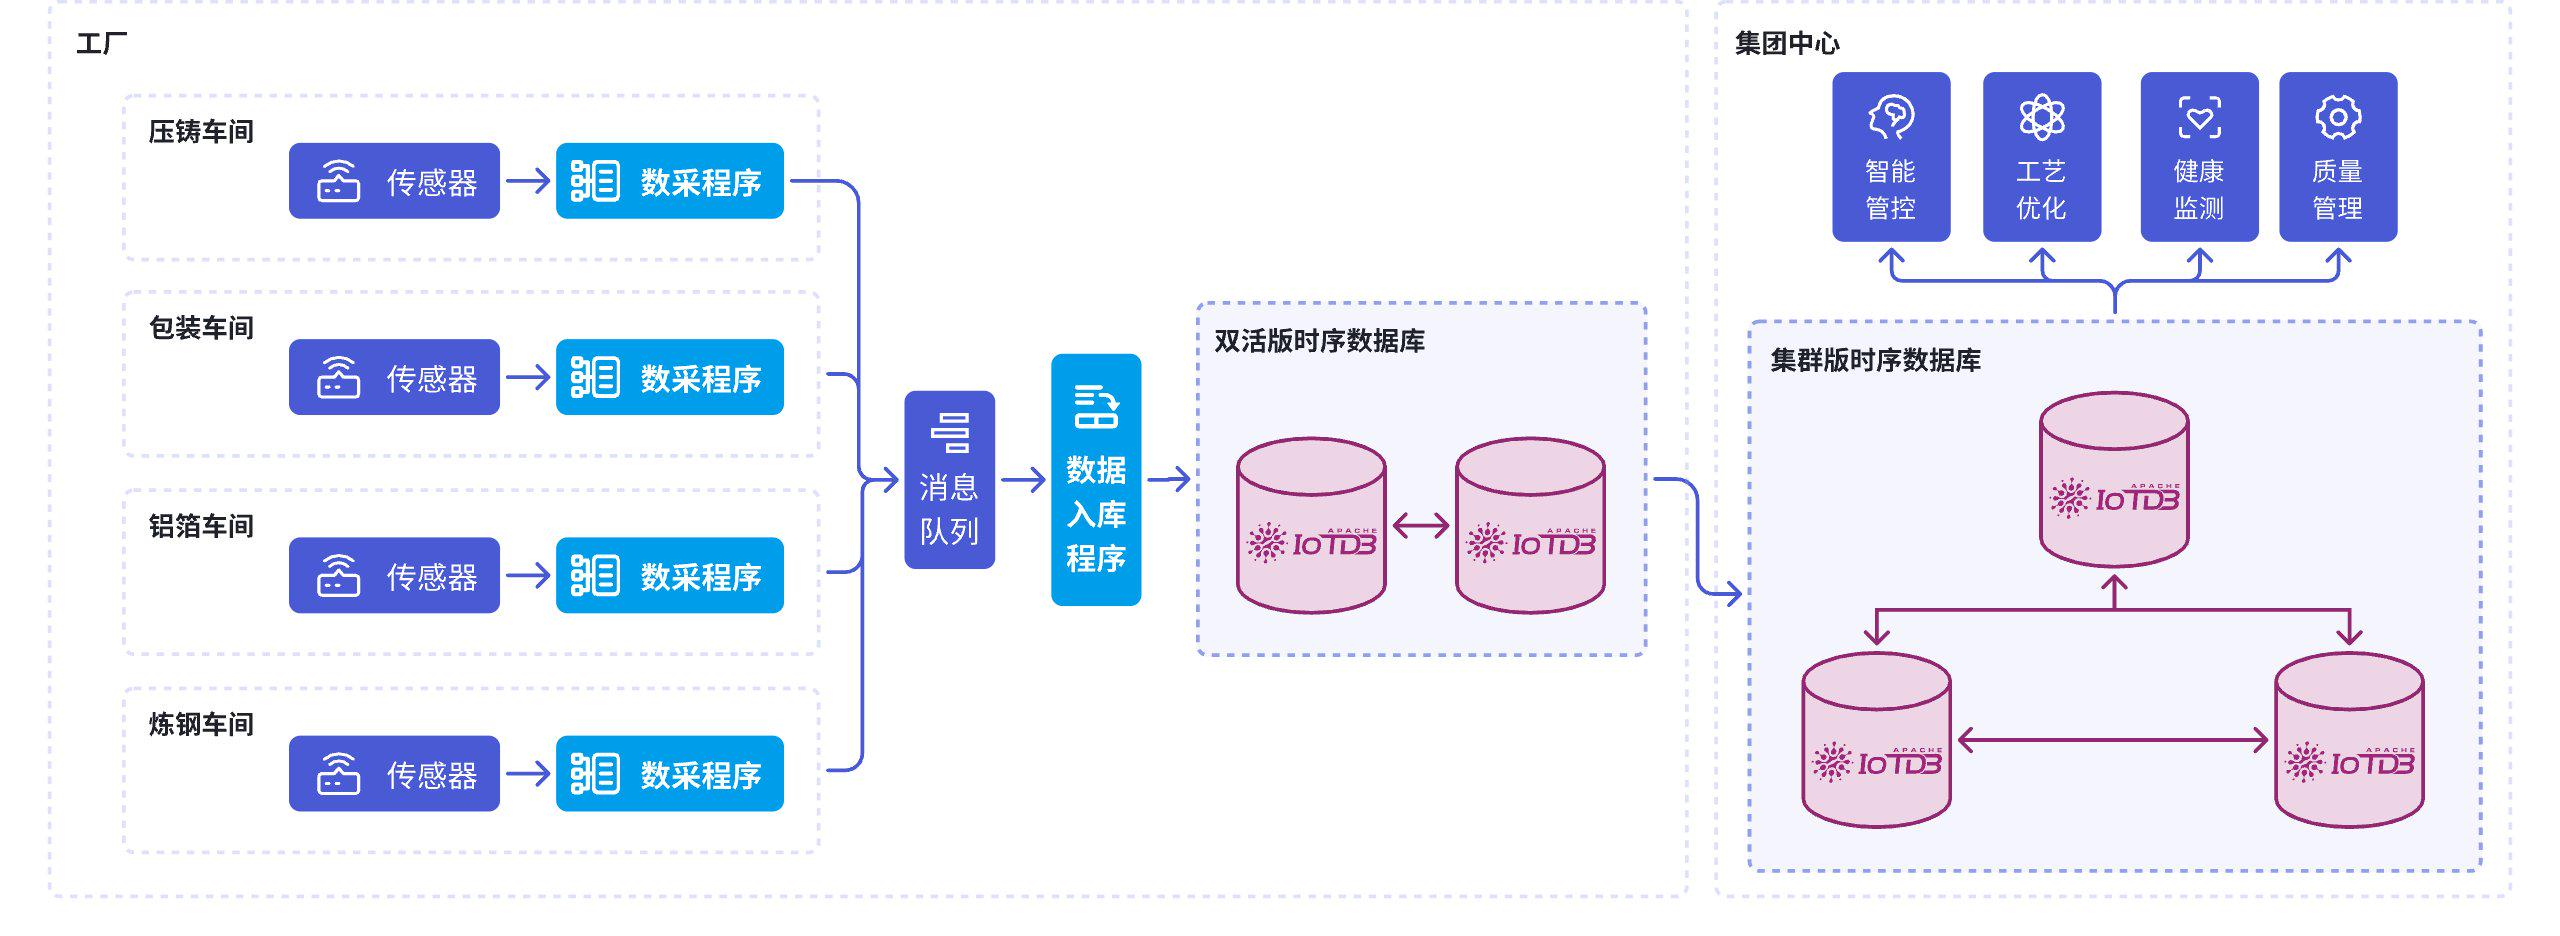 工厂
压铸车间
传感器
数采程序
包装车间
传感器
数采程序
铝箔车间
传感器
数采程序
炼钢车间
传感器
数采程序
消息
队列
数据
入库
程序
双活版时序数据库
APACHE
IoTDB
APACHE
IoTDB
集团中心
智能
管控
工艺
优化
健康
监测
质量
管理
集群版时序数据库
APACHE
IoTDB
APACHE
IoTDB
APACHE
IoTDB